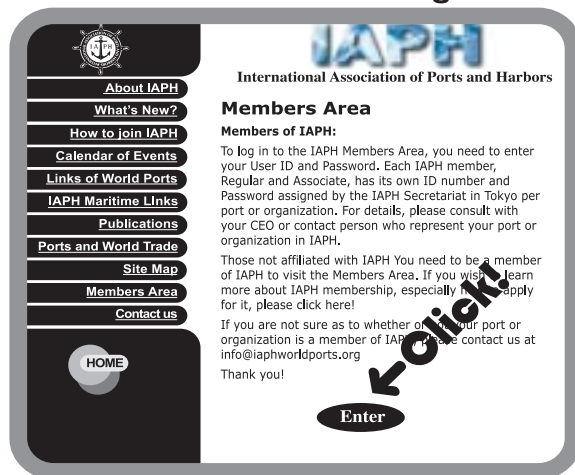 IAPH
IAPH
International Association of Ports and Harbors
About IAPH
What's New?
How to join IAPH
Calendar of Events
Links of World Ports
IAPH Maritime LInks
Publications
Ports and World Trade
Site Map
Members Area
Contact us
HOME
Members Area
Members of IAPH:
To log in to the IAPH Members Area, you need to enter
your User ID and Password. Each IAPH member,
Regular and Associate, has its own ID number and
Password assigned by the IAPH Secretariat in Tokyo per
port or organization. For details, please consult with
your CEO or contact person who represent your port or
organization in IAPH.
Those not affiliated with IAPH You need to be a member
of IAPH to visit the Members Area. If you wish learn
more about IAPH membership, especially apply
for it, please click here!
If you are not sure as to whether your port or
organization is a member of IAPH, please contact us at
info@iaphworldports.org
Thank you!
Click!
Enter